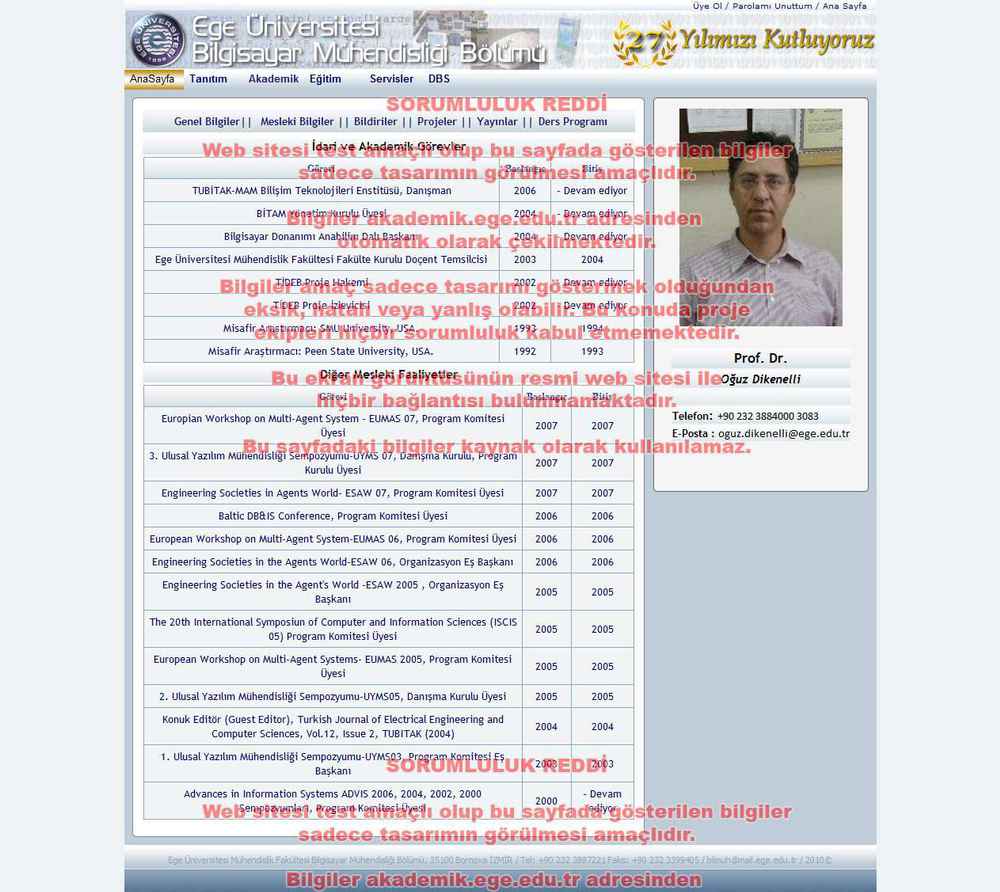 Üye Ol / Parolamı Unuttum / Ana Sayfa
Ege Üniversitesi
Bilgisayar Mühendisliği Bölümü
27. Yılımızı Kutluyoruz
AnaSayfa Tanıtım Akademik Eğitim Servisler DBS
SORUMLULUK REDDİ
Genel Bilgiler|| Mesleki Bilgiler || Bildiriler || Projeler || Yayınlar || Ders Programı
İdari ve Akademik Görevler
Web sitesi test amaçlı olup bu sayfada gösterilen bilgiler
sadece tasarımın görülmesi amaçlıdır.
Görevi Başlangıç Bitiş
TUBİTAK-MAM Bilişim Teknolojileri Enstitüsü, Danışman 2006 - Devam ediyor
BİTAM Yönetim Kurulu Üyesi 2004 - Devam ediyor
Bilgiler akademik.ege.edu.tr adresinden
Bilgisayar Donanımı Anabilim Dalı Başkanı 2004 - Devam ediyor
otomatik olarak çekilmektedir.
Ege Üniversitesi Mühendislik Fakültesi Fakülte Kurulu Doçent Temsilcisi 2003 2004
TİDEB Proje Hakemi 2002 - Devam ediyor
Bilgiler amaç sadece tasarımı göstermek olduğundan
TİDEB Proje İzleyicisi 2002 - Devam ediyor
eksik, hatalı veya yanlış olabilir. Bu konuda proje
Misafir Araştırmacı: SMU University, USA. 1993 1994
ekipleri hiçbir sorumluluk kabul etmemektedir.
Misafir Araştırmacı: Peen State University, USA. 1992 1993
Diğer Mesleki Faaliyetler
Bu ekran görüntüsünün resmi web sitesi ile
Görevi Başlangıç Bitiş
hiçbir bağlantısı bulunmamaktadır.
Europian Workshop on Multi-Agent System - EUMAS 07, Program Komitesi
Üyesi 2007 2007
Bu sayfadaki bilgiler kaynak olarak kullanılamaz.
3. Ulusal Yazılım Mühendisliği Sempozyumu-UYMS 07, Danışma Kurulu, Program
Kurulu Üyesi 2007 2007
Engineering Societies in Agents World- ESAW 07, Program Komitesi Üyesi 2007 2007
Baltic DB&IS Conference, Program Komitesi Üyesi 2006 2006
European Workshop on Multi-Agent System-EUMAS 06, Program Komitesi Üyesi 2006 2006
Engineering Societies in the Agents World-ESAW 06, Organizasyon Eş Başkanı 2006 2006
Engineering Societies in the Agent's World -ESAW 2005 , Organizasyon Eş
Başkanı 2005 2005
The 20th International Symposiun of Computer and Information Sciences (ISCIS
05) Program Komitesi Üyesi 2005 2005
European Workshop on Multi-Agent Systems- EUMAS 2005, Program Komitesi
Üyesi 2005 2005
2. Ulusal Yazılım Mühendisliği Sempozyumu-UYMS05, Danışma Kurulu Üyesi 2005 2005
Konuk Editör (Guest Editor), Turkish Journal of Electrical Engineering and
Computer Sciences, Vol.12, Issue 2, TUBITAK (2004) 2004 2004
1. Ulusal Yazılım Mühendisliği Sempozyumu-UYMS03, Program Komitesi Eş
Başkanı 2003 2003
SORUMLULUK REDDİ
Advances in Information Systems ADVIS 2006, 2004, 2002, 2000
Sempozyumları, Program Komitesi Üyesi 2000 - Devam
ediyor
Web sitesi test amaçlı olup bu sayfada gösterilen bilgiler
sadece tasarımın görülmesi amaçlıdır.
Prof. Dr.
Oğuz Dikenelli
Telefon: +90 232 3884000 3083
E-Posta : oguz.dikenelli@ege.edu.tr
Ege Üniversitesi Mühendislik Fakültesi Bilgisayar Mühendisliği Bölümü, 35100 Bornova İZMİR / Tel: +90 232 3887221 Faks: +90 232 3399405 / bilmuh@mail.ege.edu.tr / 2010©
Bilgiler akademik.ege.edu.tr adresinden